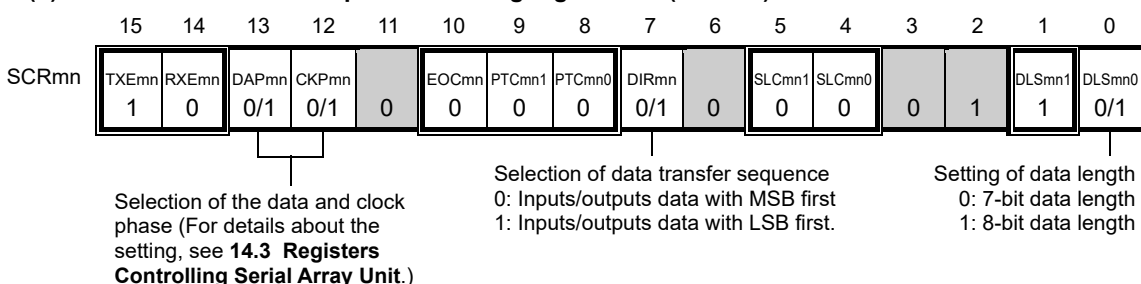 15 14 13 12 11 10 9 8 7 6 5 4 3 2 1 0
SCRmn
TXEmn RXEmn DAPmn CKPmn EOCmn PTCmn1 PTCmn0 DIRmn SLCmn1 SLCmn0 DLSmn1 DLSmn0
1 0 0/1 0/1 0 0 0 0 0/1 0 0 0 0 1 1 0/1
Selection of the data and clock
phase (For details about the
setting, see 14.3 Registers
Controlling Serial Array Unit.)
Selection of data transfer sequence
0: Inputs/outputs data with MSB first
1: Inputs/outputs data with LSB first.
Setting of data length
0: 7-bit data length
1: 8-bit data length